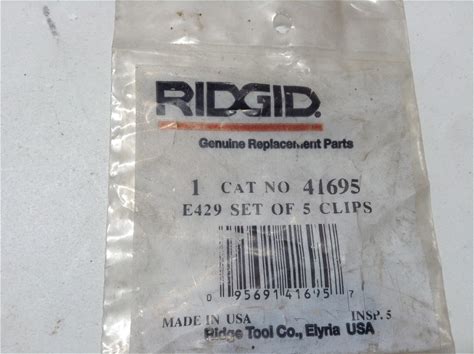 RIDGID.
Genuine Replacement Parts
1 CAT NO 41695
E429 SET OF 5 CLIPS
0 95691 41695 7
MADE IN USA INSP. 5
Ridge Tool Co., Elyria USA